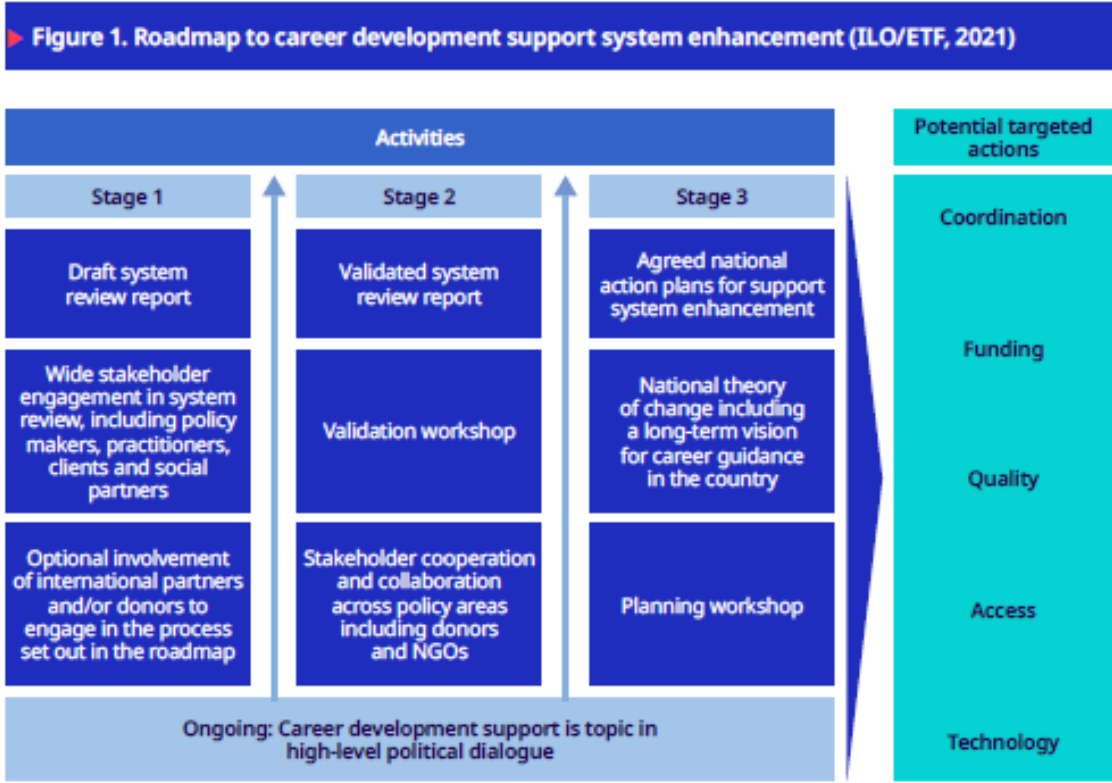 Figure 1. Roadmap to career development support system enhancement (ILO/ETF, 2021)
Activities
Stage 1
Draft system
review report
Wide stakeholder
engagement in system
review, including policy
makers, practitioners,
clients and social
partners
Optional involvement
of international partners
and/or donors to
engage in the process
set out in the roadmap
Stage 2
Validated system
review report
Validation workshop
Stakeholder cooperation
and collaboration
across policy areas
including donors
and NGOs
Stage 3
Agreed national
action plans for support
system enhancement
National theory
of change including
a long-term vision
for career guidance
in the country
Planning workshop
Ongoing: Career development support is topic in
high-level political dialogue
Potential targeted
actions
Coordination
Funding
Quality
Access
Technology